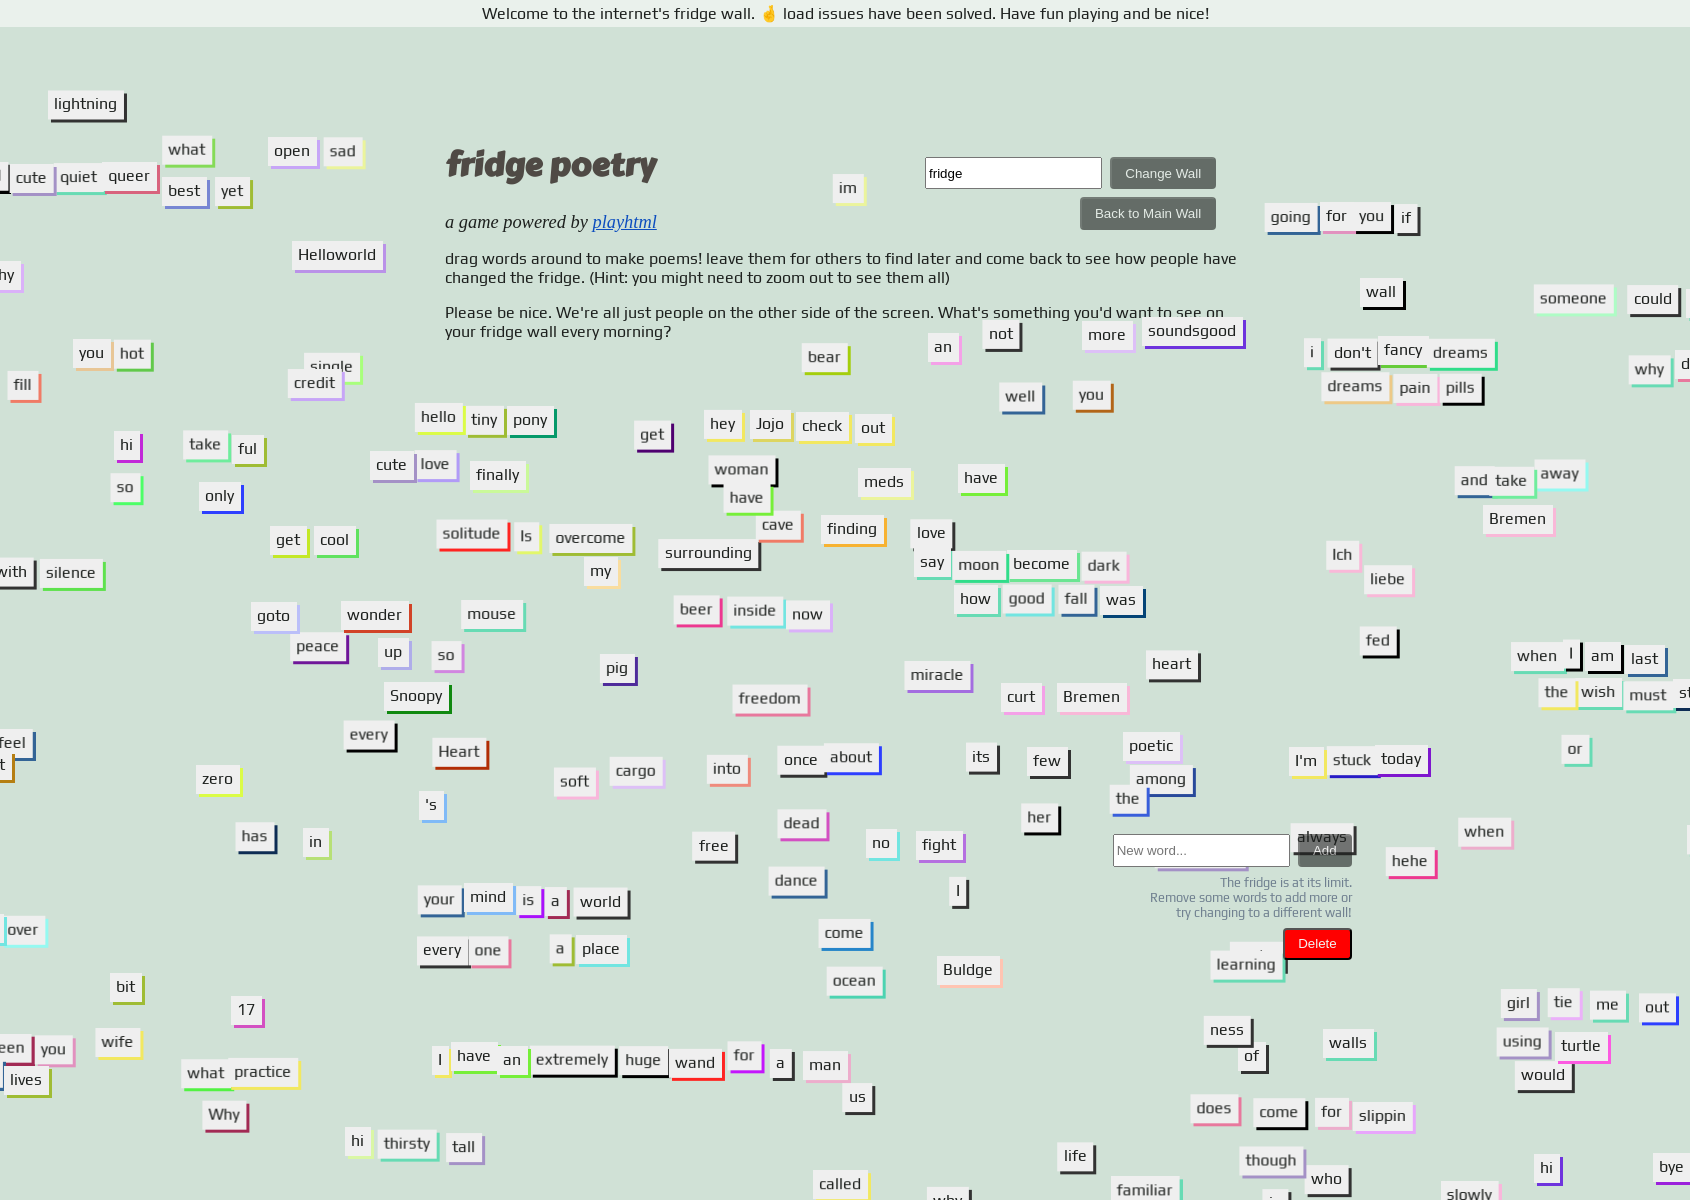 Welcome to the internet's fridge wall. 🤞 load issues have been solved. Have fun playing and be nice!
lightning
what open sad
cute quiet queer
best yet
fridge poetry
fridge
Change Wall
im
Back to Main Wall
a game powered by playhtml
going for you if
Helloworld
drag words around to make poems! leave them for others to find later and come back to see how people have
changed the fridge. (Hint: you might need to zoom out to see them all)
wall
someone could
Please be nice. We're all just people on the other side of the screen. What's something you'd want to see on
your fridge wall every morning?
an not more soundsgood
you hot
single
credit
fill
bear
i don't fancy dreams
dreams pain pills
why
well you
hello tiny pony
get
hey Jojo check out
hi
take ful
cute love finally
woman
have
meds
have
and take away
Bremen
so
only
get cool
solitude Is overcome
my
surrounding
cave
finding
love
say moon become dark
how good fall was
Ich
liebe
with silence
goto wonder mouse
peace up so
beer inside now
fed
pig
miracle
heart
when I am last
the wish must
Snoopy
freedom
curt Bremen
every
Heart
feel
once about
its few
poetic
among
the
I'm stuck today
or
zero
soft cargo
into
's
has in
dead
her
free
no fight
New word...
Add
always
when
hehe
The fridge is at its limit.
Remove some words to add more or
try changing to a different wall!
Delete
dance
I
your mind is a world
over
come
every one a place
learning
ocean
Buldge
bit
17
girl tie me out
using turtle
would
wife
you
lives
ness
of
walls
I have an extremely huge wand for a man
us
what practice
Why
does come for slippin
hi thirsty tall
life
though
who
hi
bye
called
familiar
slowly